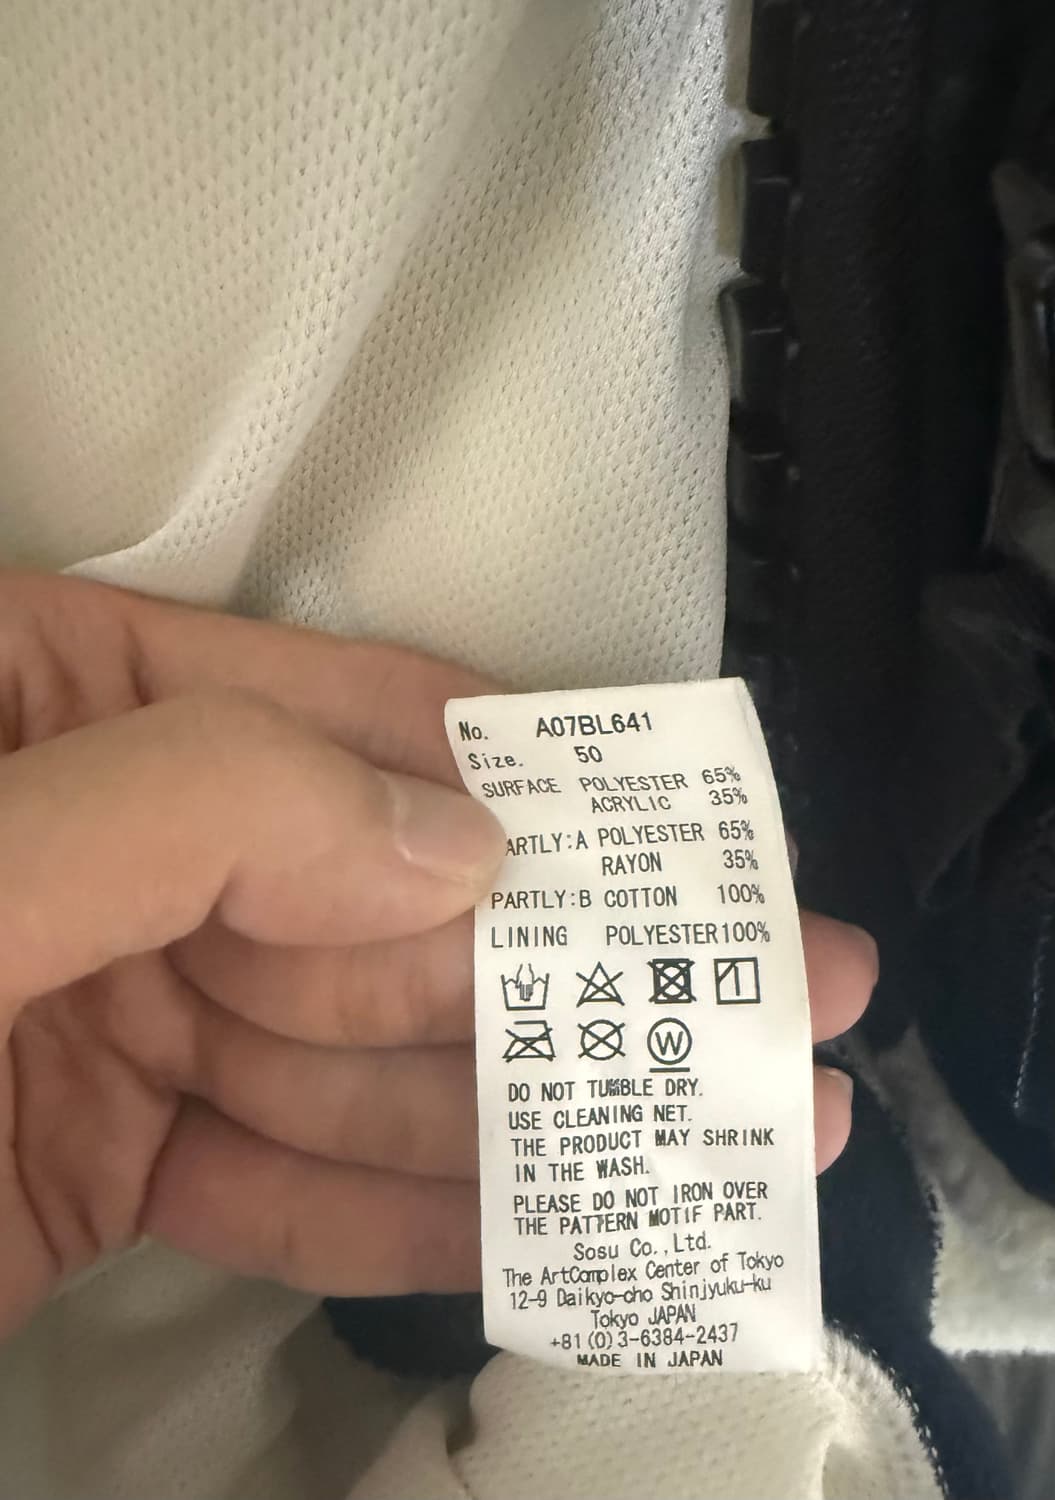 No. A07BL641
Size. 50
SURFACE POLYESTER 65%
ACRYLIC 35%
ARTLY:A POLYESTER 65%
RAYON 35%
PARTLY:B COTTON 100%
LINING POLYESTER100%
W
DO NOT TUMBLE DRY.
USE CLEANING NET.
THE PRODUCT MAY SHRINK
IN THE WASH.
PLEASE DO NOT IRON OVER
THE PATTERN MOTIF PART.
Sosu Co.,Ltd.
The ArtComplex Center of Tokyo
12-9 Daikyo-cho Shinjyuku-ku
Tokyo JAPAN
+81(0)3-6384-2437
MADE IN JAPAN